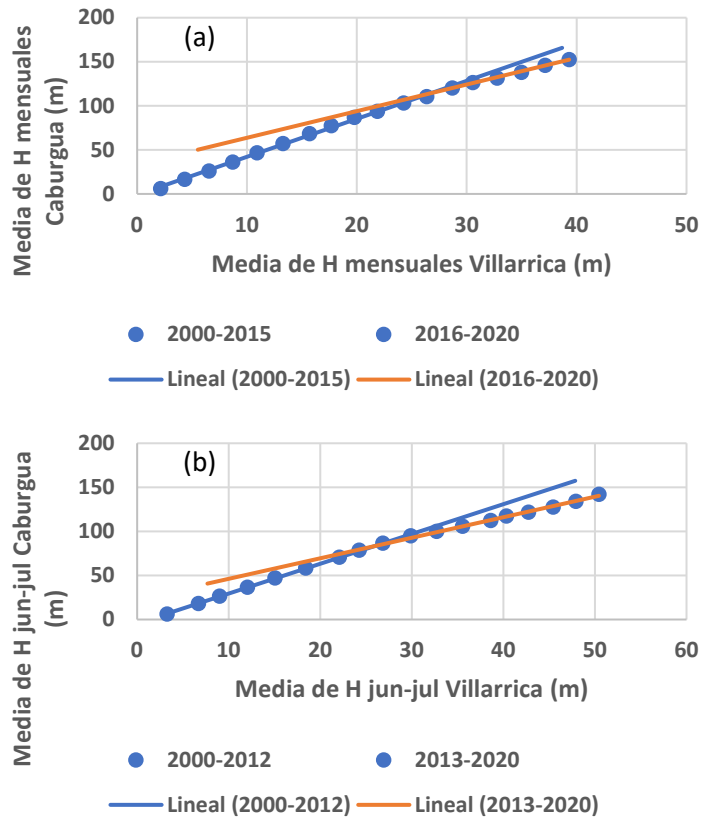 (a)
200
150
100
50
0
0 10 20 30 40 50
Media de H mensuales
Caburgua (m)
Media de H mensuales Villarrica (m)
2000-2015 2016-2020
Lineal (2000-2015) Lineal (2016-2020)
(b)
200
150
100
50
0
0 10 20 30 40 50 60
Media de H jun-jul Caburgua
(m)
Media de H jun-jul Villarrica (m)
2000-2012 2013-2020
Lineal (2000-2012) Lineal (2013-2020)